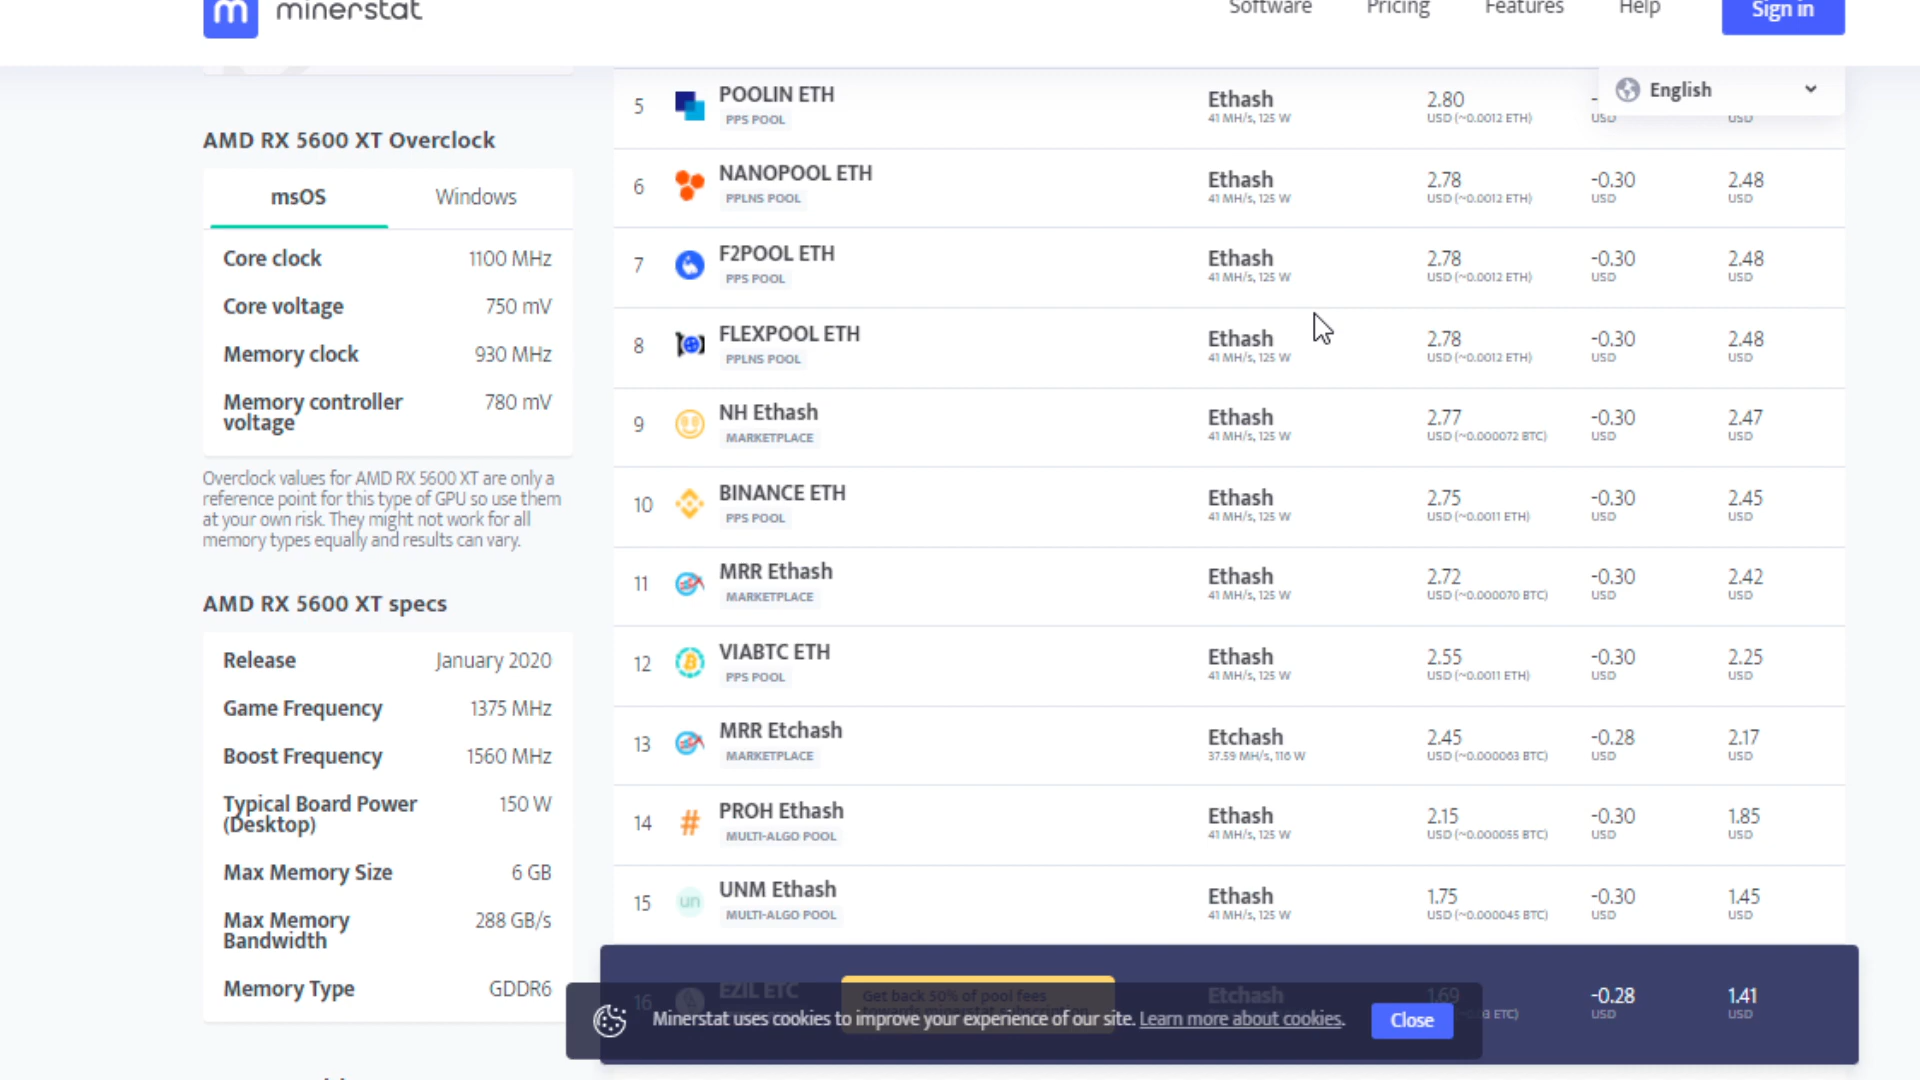 minerstat
Software Pricing Features Help Sign in
English
AMD RX 5600 XT Overclock
msOS Windows
Core clock 1100 MHz
Core voltage 750 mV
Memory clock 930 MHz
Memory controller
voltage 780 mV
Overclock values for AMD RX 5600 XT are only a
reference point for this type of GPU so use them
at your own risk. They might not work for all
memory types equally and results can vary.
AMD RX 5600 XT specs
Release January 2020
Game Frequency 1375 MHz
Boost Frequency 1560 MHz
Typical Board Power
(Desktop) 150 W
Max Memory Size 6 GB
Max Memory
Bandwidth 288 GB/s
Memory Type GDDR6
5 POOLIN ETH Ethash 2.80 -
PPS POOL 41 MH/s, 125 W USD (~0.0012 ETH) USD USD
6 NANOPOOL ETH Ethash 2.78 -0.30 2.48
PPLNS POOL 41 MH/s, 125 W USD (~0.0012 ETH) USD USD
7 F2POOL ETH Ethash 2.78 -0.30 2.48
PPS POOL 41 MH/s, 125 W USD (~0.0012 ETH) USD USD
8 FLEXPOOL ETH Ethash 2.78 -0.30 2.48
PPLNS POOL 41 MH/s, 125 W USD (~0.0012 ETH) USD USD
9 NH Ethash Ethash 2.77 -0.30 2.47
MARKETPLACE 41 MH/s, 125 W USD (~0.000072 BTC) USD USD
10 BINANCE ETH Ethash 2.75 -0.30 2.45
PPS POOL 41 MH/s, 125 W USD (~0.0011 ETH) USD USD
11 MRR Ethash Ethash 2.72 -0.30 2.42
MARKETPLACE 41 MH/s, 125 W USD (~0.000070 BTC) USD USD
12 VIABTC ETH Ethash 2.55 -0.30 2.25
PPS POOL 41 MH/s, 125 W USD (~0.0011 ETH) USD USD
13 MRR Etchash Etchash 2.45 -0.28 2.17
MARKETPLACE 37.59 MH/s, 116 W USD (~0.000063 BTC) USD USD
14 PROH Ethash Ethash 2.15 -0.30 1.85
MULTI-ALGO POOL 41 MH/s, 125 W USD (~0.000055 BTC) USD USD
15 un UNM Ethash Ethash 1.75 -0.30 1.45
MULTI-ALGO POOL 41 MH/s, 125 W USD (~0.000045 BTC) USD USD
16 EZIL ETC Get back 50% of pool fees Etchash 1.69 -0.28 1.41
ETC) USD USD
Minerstat uses cookies to improve your experience of our site. Learn more about cookies. Close